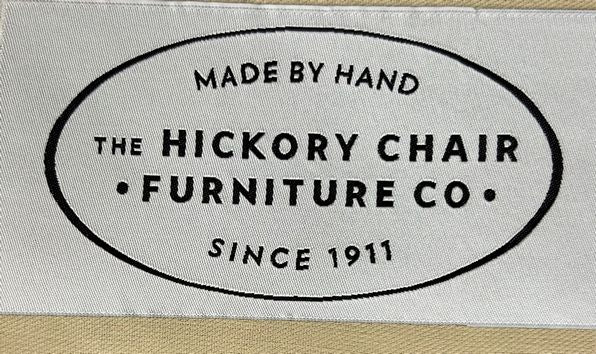 MADE BY HAND
THE HICKORY CHAIR
• FURNITURE CO •
SINCE 1911